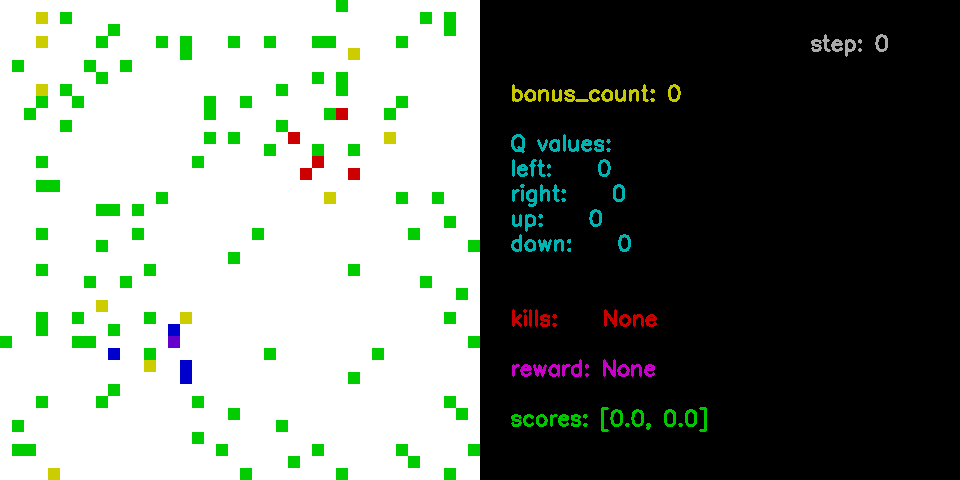 step: 0
bonus_count: 0
Q values:
left: 0
right: 0
up: 0
down: 0
kills: None
reward: None
scores: [0.0, 0.0]